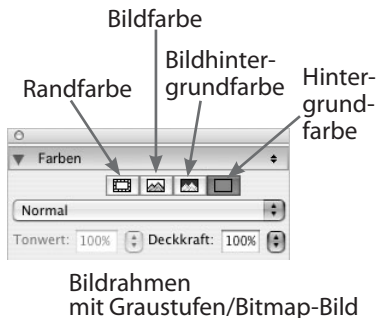 Bildfarbe
Bildhinter-
grundfarbe
Randfarbe
Hinter-
grund-
farbe
Farben
Normal
Tonwert: 100% Deckkraft: 100%
Bildrahmen
mit Graustufen/Bitmap-Bild